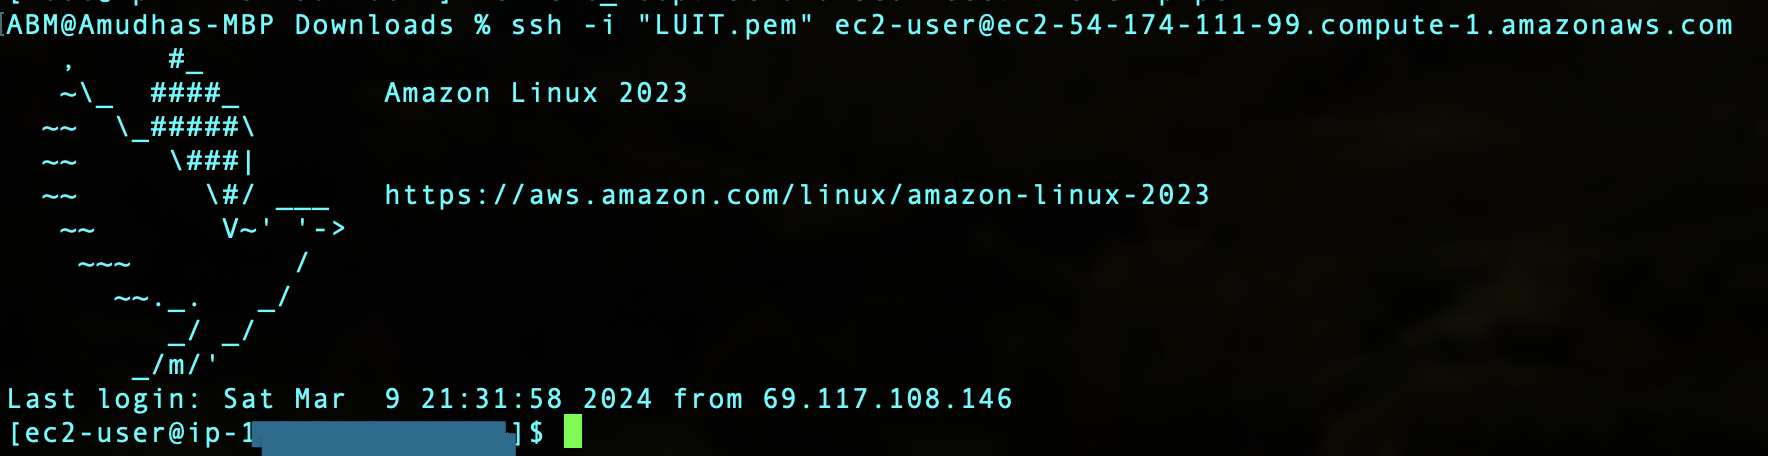 ABM@Amudhas-MBP Downloads % ssh -i "LUIT.pem" ec2-user@ec2-54-174-111-99.compute-1.amazonaws.com
   ,     #_
   ~\_  ####_        Amazon Linux 2023
  ~~  \_#####\
  ~~     \###|
  ~~       \#/ ___   https://aws.amazon.com/linux/amazon-linux-2023
   ~~       V~' '->
    ~~~         /
      ~~._.   _/
         _/ _/
       _/m/'
Last login: Sat Mar  9 21:31:58 2024 from 69.117.108.146
[ec2-user@ip-1 ]$